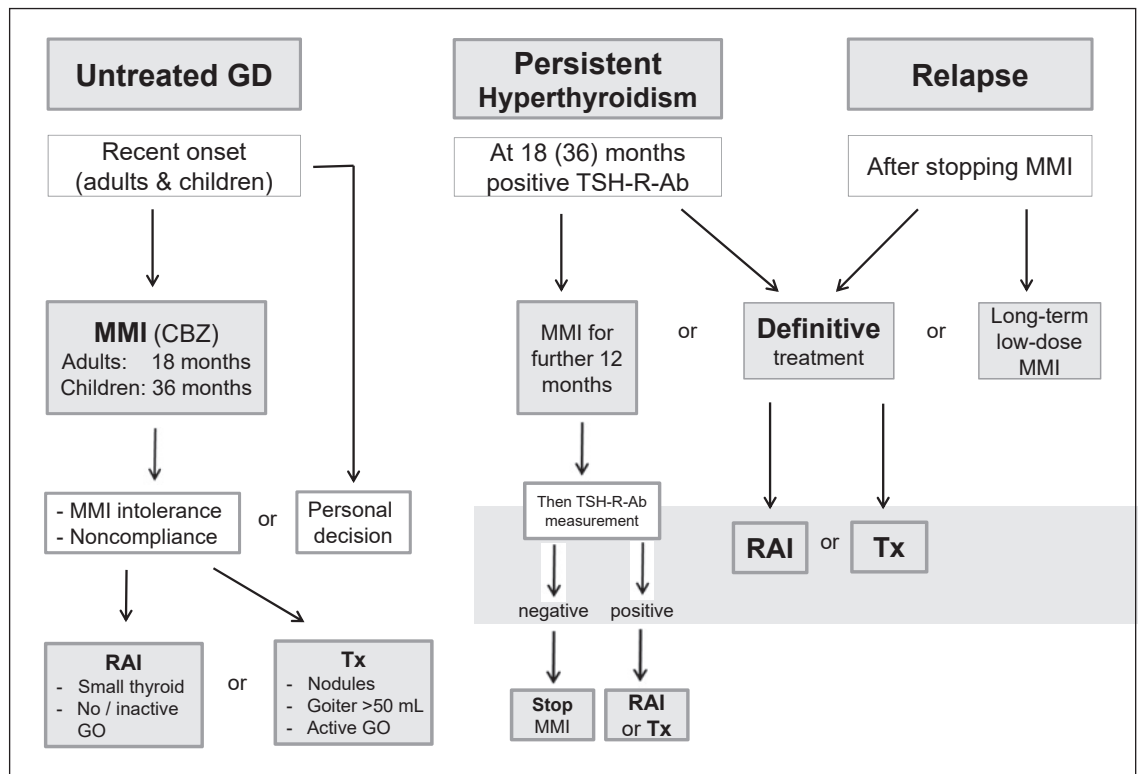 Untreated GD
Recent onset
(adults & children)
MMI (CBZ)
Adults: 18 months
Children: 36 months
- MMI intolerance
- Noncompliance
or
Personal
decision
RAI
- Small thyroid
- No / inactive
GO
or
Tx
- Nodules
- Goiter >50 mL
- Active GO
Persistent
Hyperthyroidism
At 18 (36) months
positive TSH-R-Ab
MMI for
further 12
months
or
Definitive
treatment
or
Then TSH-R-Ab
measurement
negative
positive
Stop
MMI
RAI
or Tx
RAI
or
Tx
Relapse
After stopping MMI
Long-term
low-dose
MMI